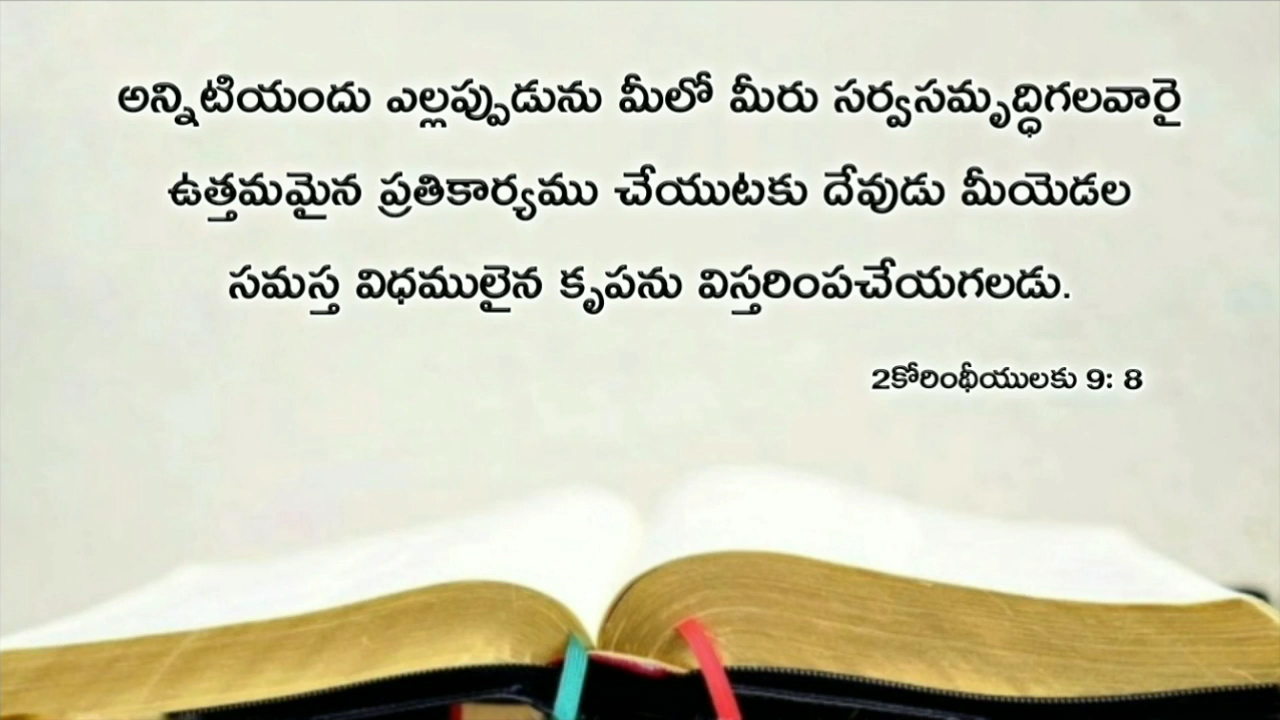 అన్నిటియందు ఎల్లప్పుడును మీలో మీరు సర్వసమృద్ధిగలవారై
ఉత్తమమైన ప్రతికార్యము చేయుటకు దేవుడు మీయెడల
సమస్త విధములైన కృపను విస్తరింపచేయగలడు.
2కోరింథీయులకు 9: 8